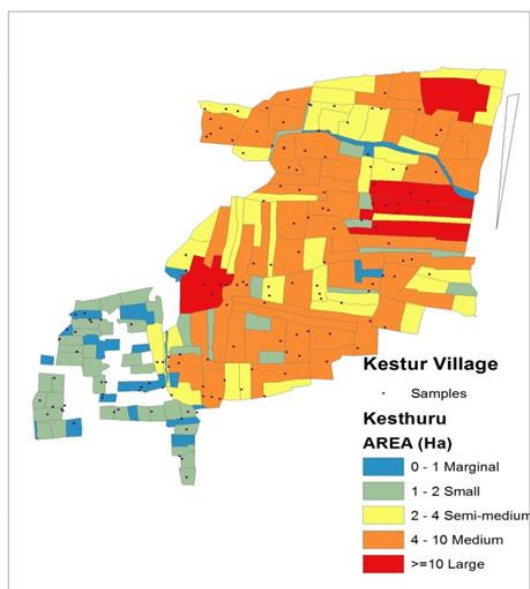 Kestur Village
Samples
Kesthuru
AREA (Ha)
0 - 1 Marginal
1 - 2 Small
2 - 4 Semi-medium
4 - 10 Medium
>=10 Large